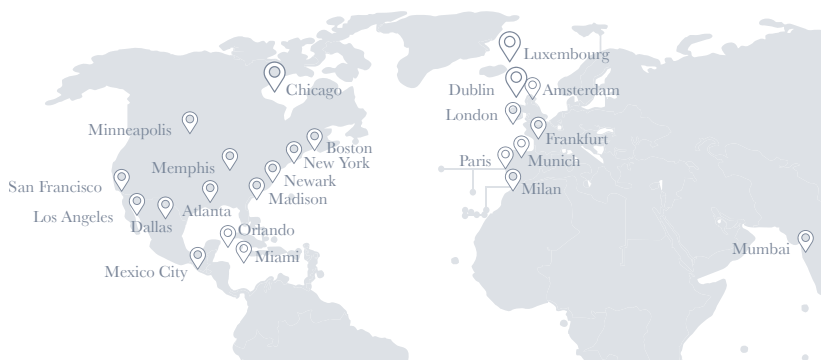 Luxembourg
Chicago
Dublin
Amsterdam
London
Minneapolis
Frankfurt
Boston
New York
Memphis
Paris
Munich
Newark
San Francisco
Milan
Madison
Los Angeles
Atlanta
Dallas
Orlando
Mumbai
Miami
Mexico City